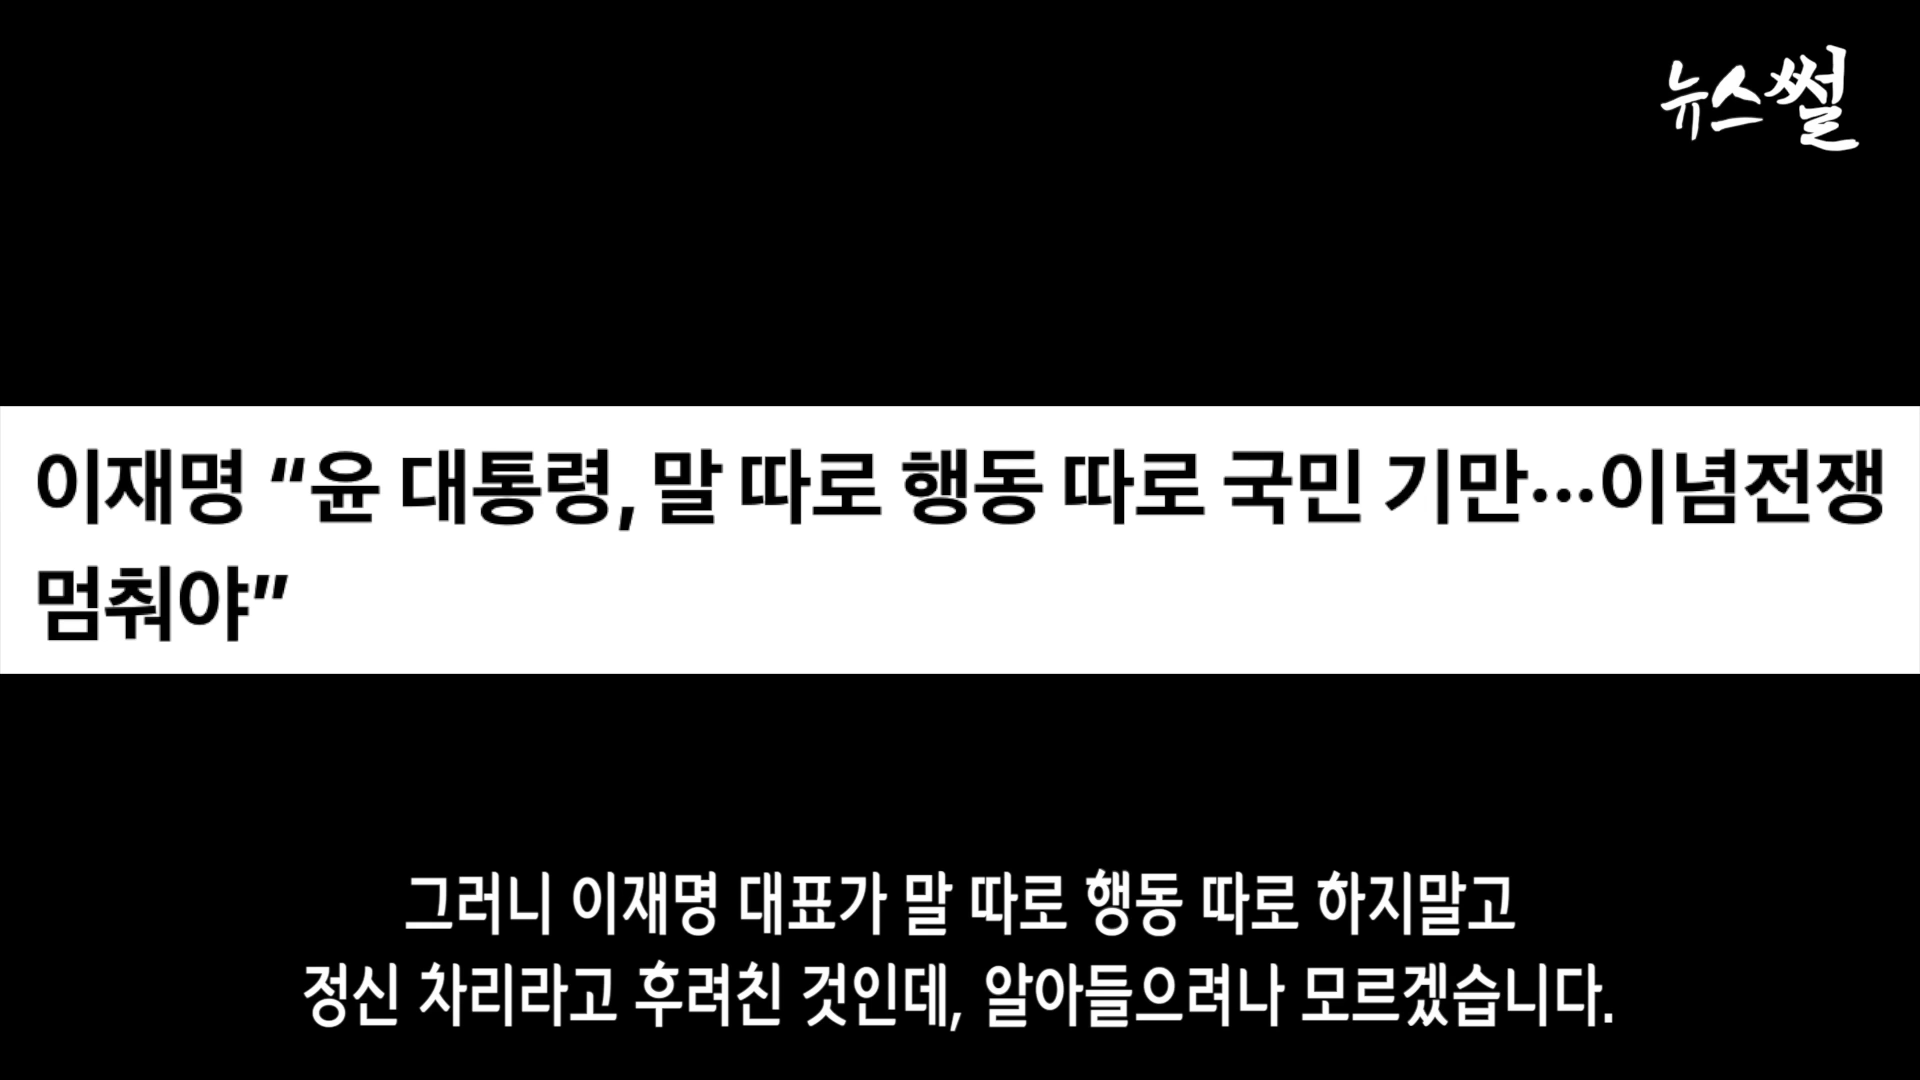 뉴스썰
이재명 “윤 대통령, 말 따로 행동 따로 국민 기만…이념전쟁
멈춰야”
그러니 이재명 대표가 말 따로 행동 따로 하지말고
정신 차리라고 후려친 것인데, 알아들으려나 모르겠습니다.